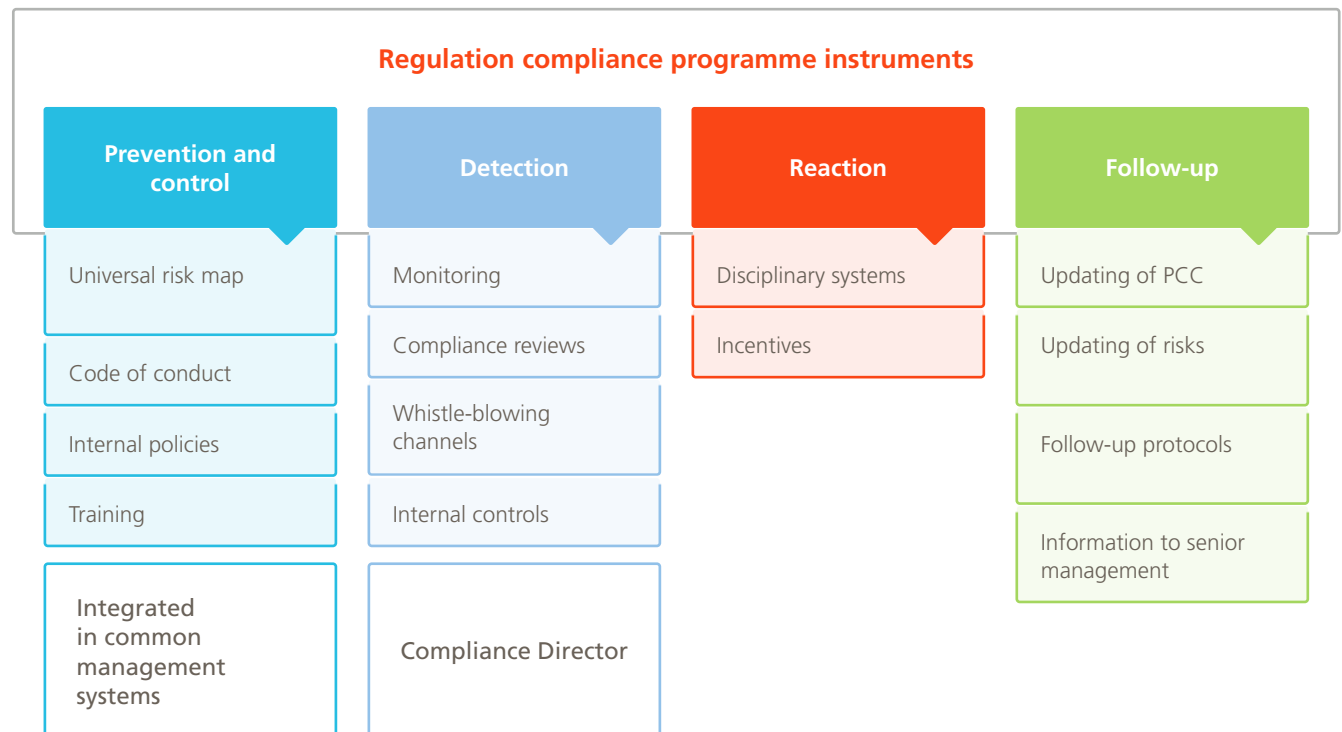 Regulation compliance programme instruments
Prevention and
control
Universal risk map
Code of conduct
Internal policies
Training
Integrated
in common
management
systems
Detection
Monitoring
Compliance reviews
Whistle-blowing
channels
Internal controls
Compliance Director
Reaction
Disciplinary systems
Incentives
Follow-up
Updating of PCC
Updating of risks
Follow-up protocols
Information to senior
management